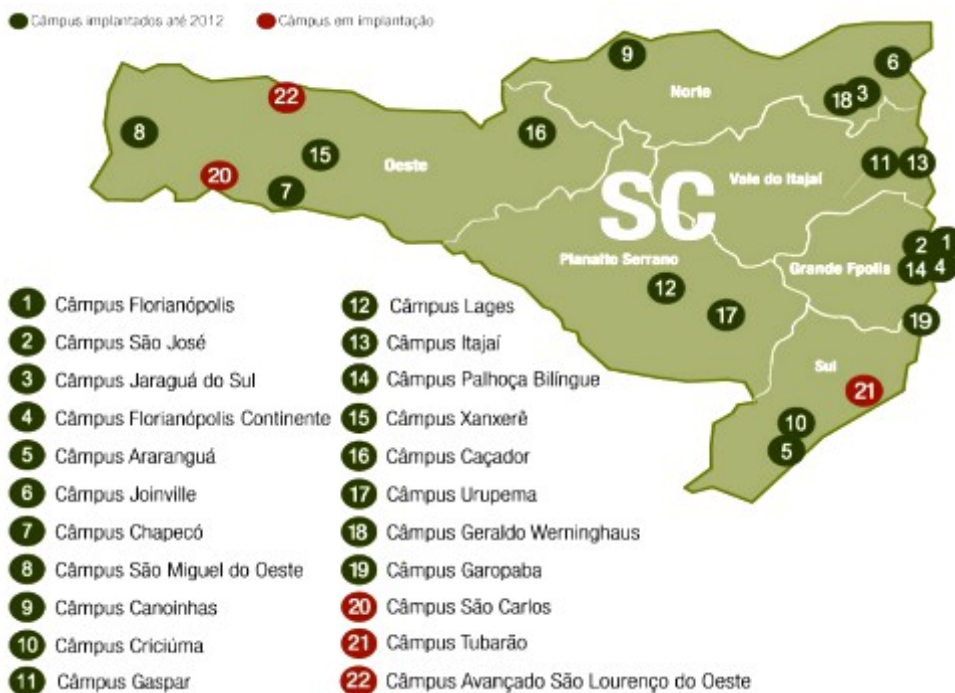 Câmpus implantados até 2012
Câmpus em implantação
9
6
22
Norte
18
3
8
16
15
Oeste
11
13
20
Vale do Itajaí
7
SC
2
1
Planalto Serrano
Grande Fpolis
14
4
12
17
19
Sul
21
10
5
1 Câmpus Florianópolis
2 Câmpus São José
3 Câmpus Jaraguá do Sul
4 Câmpus Florianópolis Continente
5 Câmpus Araranguá
6 Câmpus Joinville
7 Câmpus Chapecó
8 Câmpus São Miguel do Oeste
9 Câmpus Canoinhas
10 Câmpus Criciúma
11 Câmpus Gaspar
12 Câmpus Lages
13 Câmpus Itajaí
14 Câmpus Palhoça Bilíngue
15 Câmpus Xanxerê
16 Câmpus Caçador
17 Câmpus Urupema
18 Câmpus Geraldo Werninghaus
19 Câmpus Garopaba
20 Câmpus São Carlos
21 Câmpus Tubarão
22 Câmpus Avançado São Lourenço do Oeste